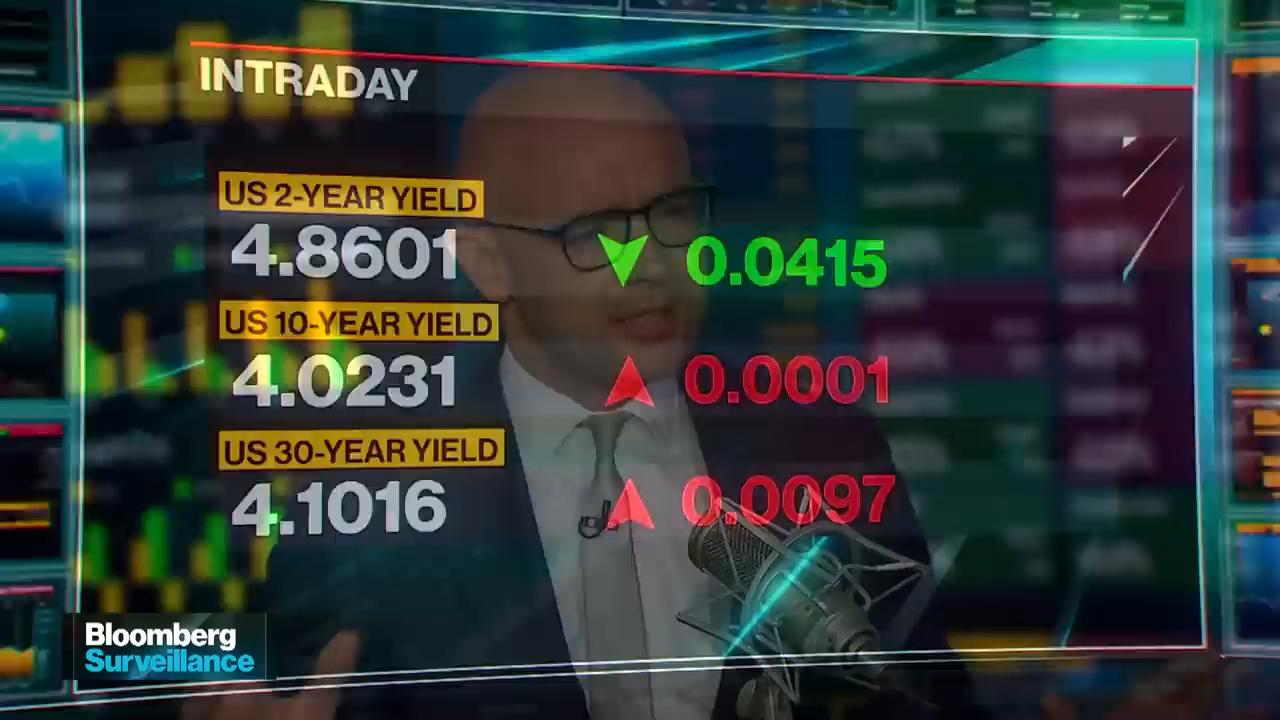 INTRADAY
US 2-YEAR YIELD
4.8601 0.0415
US 10-YEAR YIELD
4.0231 0.0001
US 30-YEAR YIELD
4.1016 0.0097
Bloomberg
Surveillance